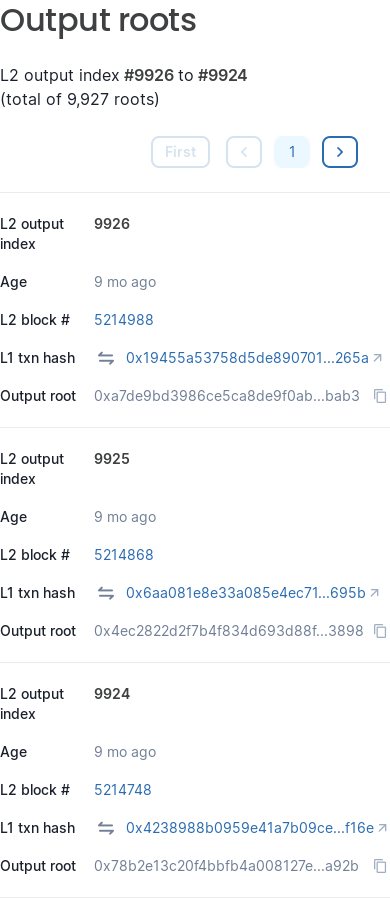 Output roots
L2 output index #9926 to #9924
(total of 9,927 roots)
First 1
L2 output index 9926
Age 9 mo ago
L2 block # 5214988
L1 txn hash 0x19455a53758d5de890701...265a
Output root 0xa7de9bd3986ce5ca8de9f0ab...bab3
L2 output index 9925
Age 9 mo ago
L2 block # 5214868
L1 txn hash 0x6aa081e8e33a085e4ec71...695b
Output root 0x4ec2822d2f7b4f834d693d88f...3898
L2 output index 9924
Age 9 mo ago
L2 block # 5214748
L1 txn hash 0x4238988b0959e41a7b09ce...f16e
Output root 0x78b2e13c20f4bbfb4a008127e...a92b